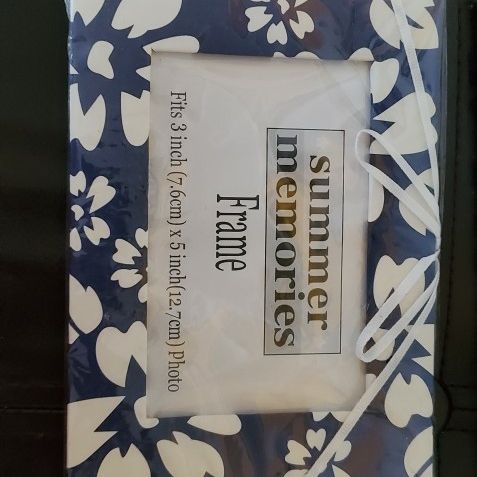 summer
memories
Frame
Fits 3 inch (7.6cm) x 5 inch(12.7cm) Photo